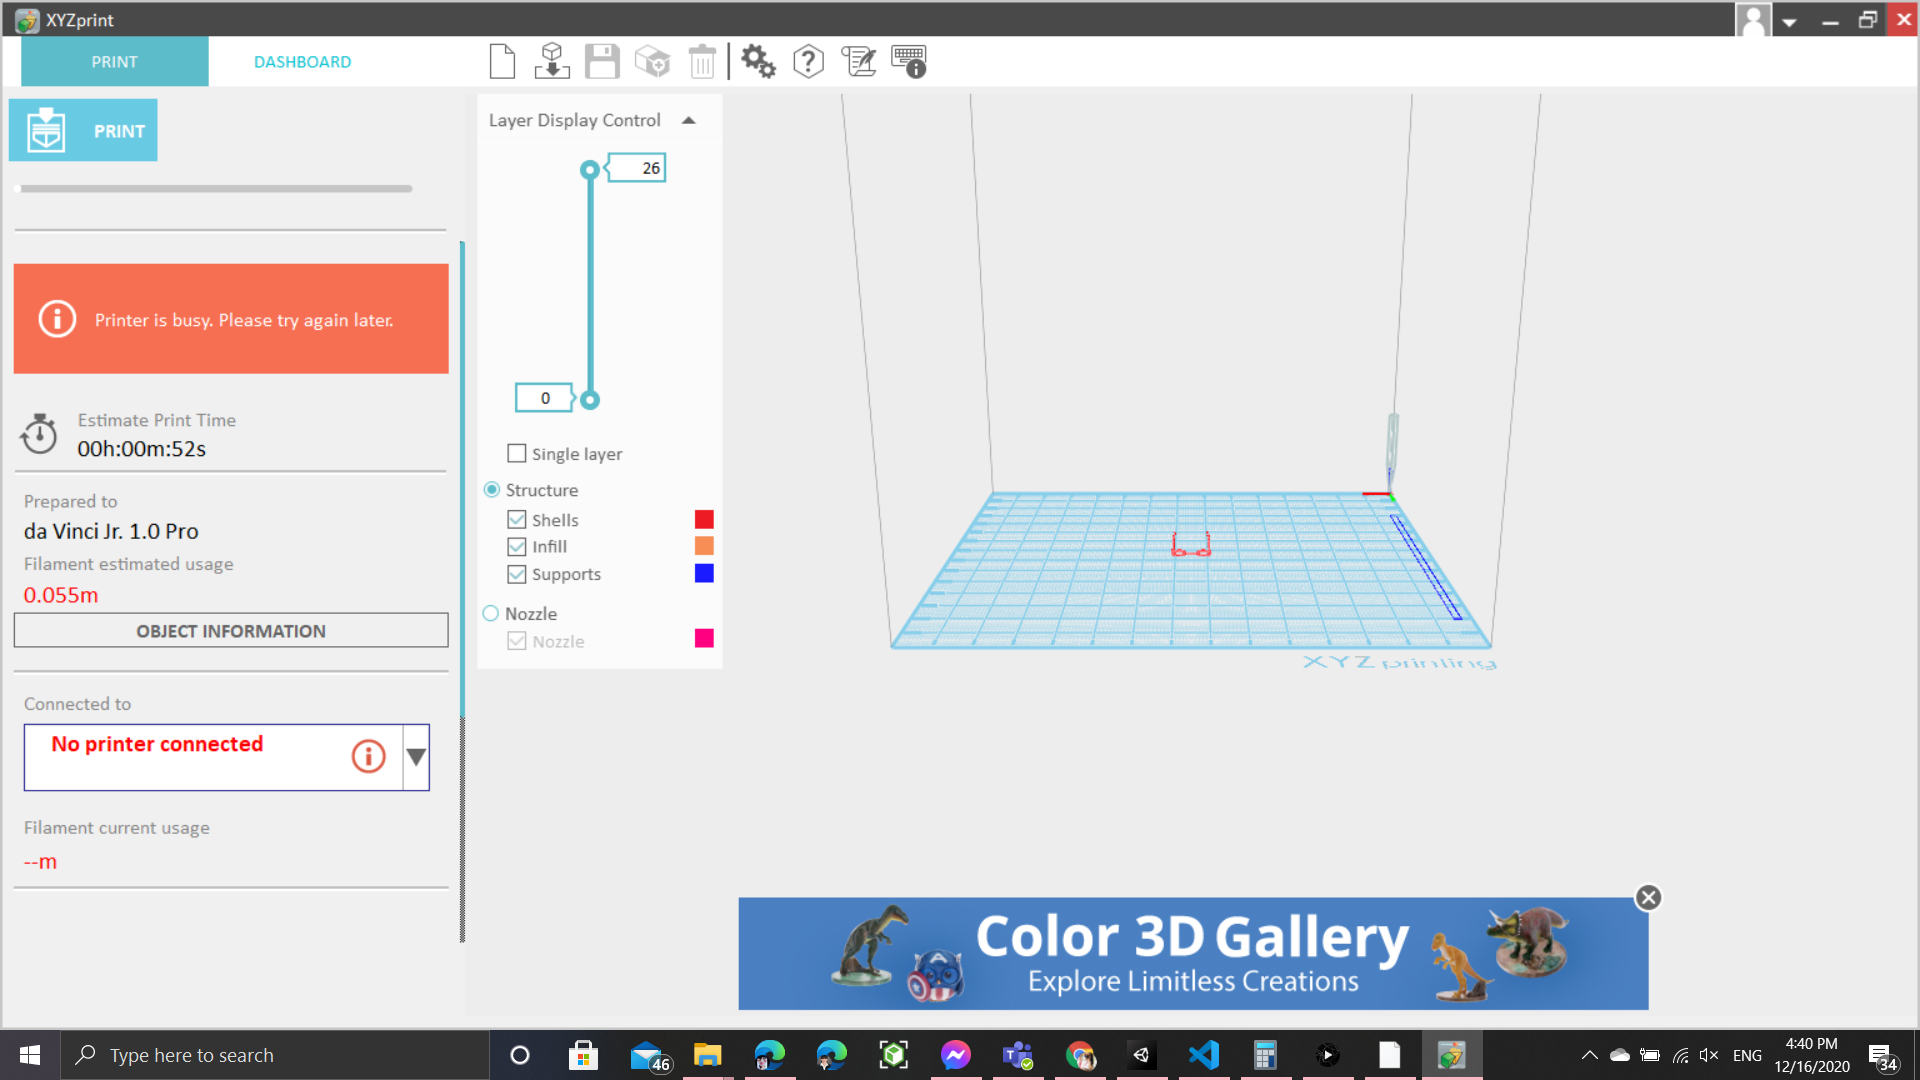 XYZprint
PRINT
DASHBOARD
PRINT
Printer is busy. Please try again later.
Estimate Print Time
00h:00m:52s
Prepared to
da Vinci Jr. 1.0 Pro
Filament estimated usage
0.055m
OBJECT INFORMATION
Connected to
No printer connected
Filament current usage
--m
Layer Display Control
26
0
Single layer
Structure
Shells
Infill
Supports
Nozzle
Nozzle
XYZprinting
Color 3D Gallery
Explore Limitless Creations
Type here to search
46
ENG
4:40 PM
12/16/2020
34